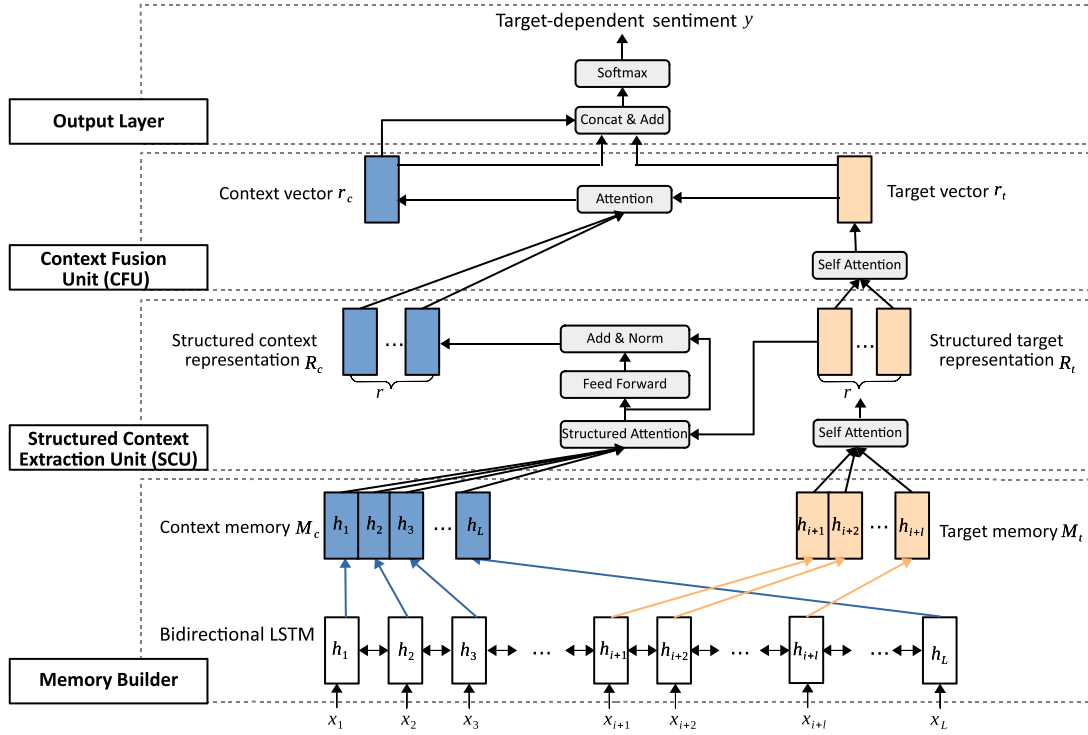 Target-dependent sentiment y
Softmax
Output Layer
Concat & Add
Context vector r_c
Attention
Target vector r_t
Context Fusion
Unit (CFU)
Self Attention
Structured context
representation R_c
...
r
Add & Norm
Feed Forward
Structured Attention
...
r
Structured target
representation R_t
Self Attention
Structured Context
Extraction Unit (SCU)
Context memory M_c
h_1 h_2 h_3 ... h_L
h_{i+1} h_{i+2} ... h_{i+l}
Target memory M_t
Bidirectional LSTM
h_1 h_2 h_3 ... h_{i+1} h_{i+2} ... h_{i+l} ... h_L
Memory Builder
x_1 x_2 x_3 x_{i+1} x_{i+2} x_{i+l} x_L